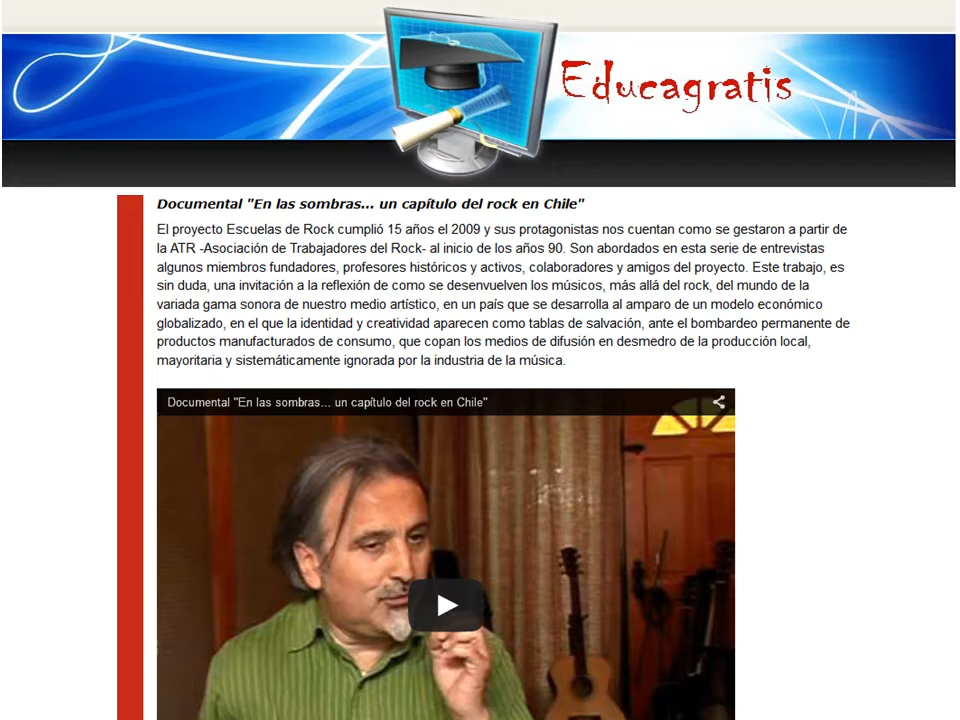 Educagratis
Documental "En las sombras... un capítulo del rock en Chile"
El proyecto Escuelas de Rock cumplió 15 años el 2009 y sus protagonistas nos cuentan como se gestaron a partir de
la ATR -Asociación de Trabajadores del Rock- al inicio de los años 90. Son abordados en esta serie de entrevistas
algunos miembros fundadores, profesores históricos y activos, colaboradores y amigos del proyecto. Este trabajo, es
sin duda, una invitación a la reflexión de como se desenvuelven los músicos, más allá del rock, del mundo de la
variada gama sonora de nuestro medio artístico, en un país que se desarrolla al amparo de un modelo económico
globalizado, en el que la identidad y creatividad aparecen como tablas de salvación, ante el bombardeo permanente de
productos manufacturados de consumo, que copan los medios de difusión en desmedro de la producción local,
mayoritaria y sistemáticamente ignorada por la industria de la música.
Documental "En las sombras... un capítulo del rock en Chile"